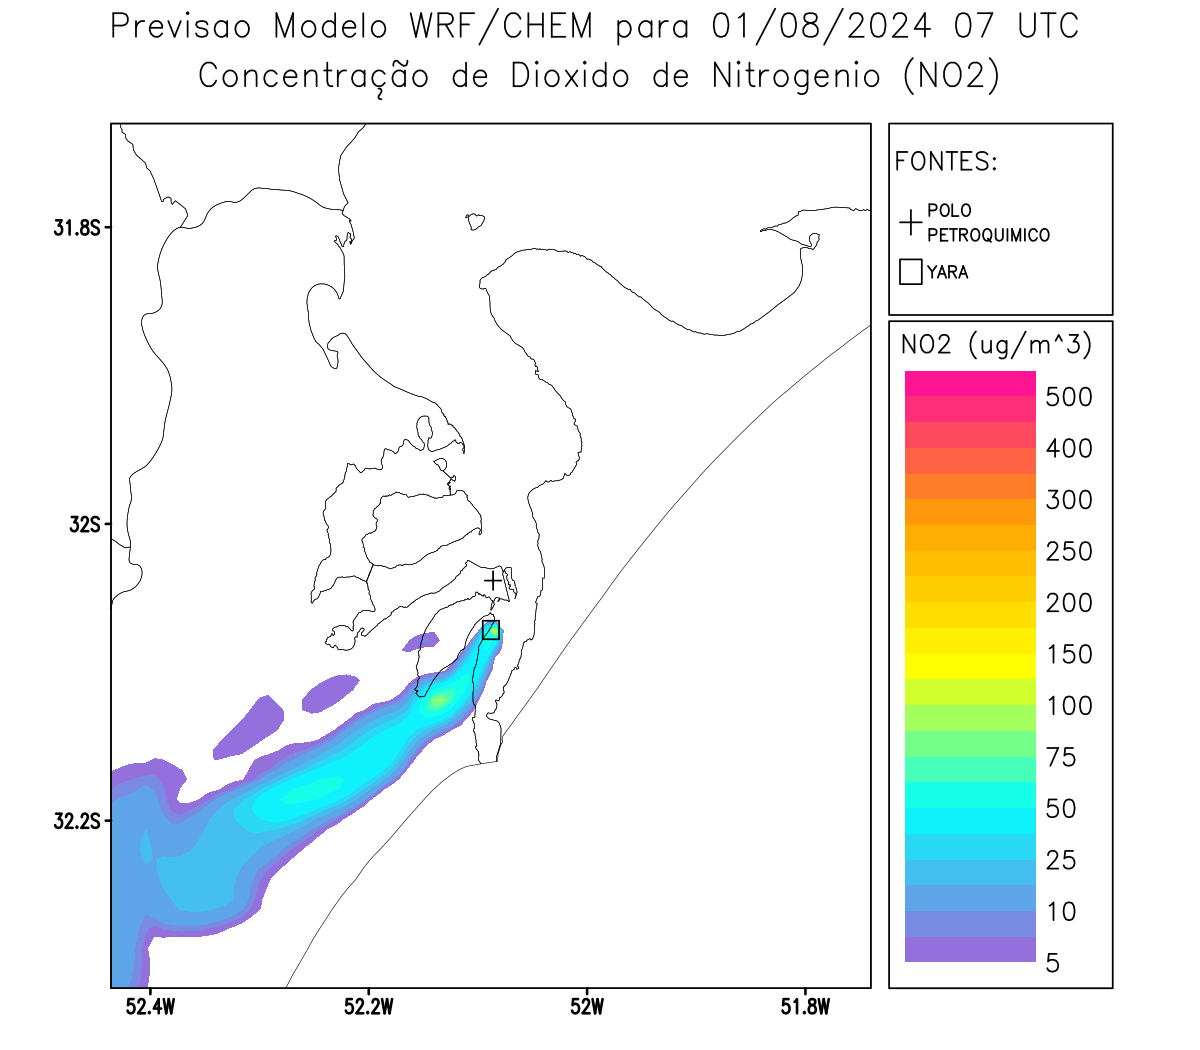 Previsao Modelo WRF/CHEM para 01/08/2024 07 UTC
Concentração de Dioxido de Nitrogenio (NO2)
FONTES:
POLO
PETROQUIMICO
YARA
NO2 (ug/m^3)
500
400
300
250
200
150
100
75
50
25
10
5
31.8S
32S
32.2S
52.4W
52.2W
52W
51.8W